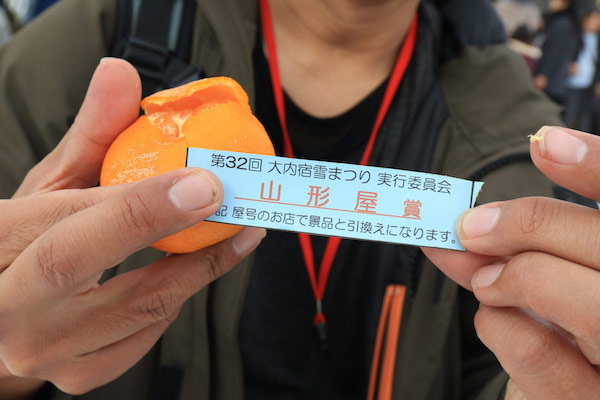 第32回 大内宿雪まつり 実行委員会
山形屋 賞
記 屋号のお店で景品と引換えになります。